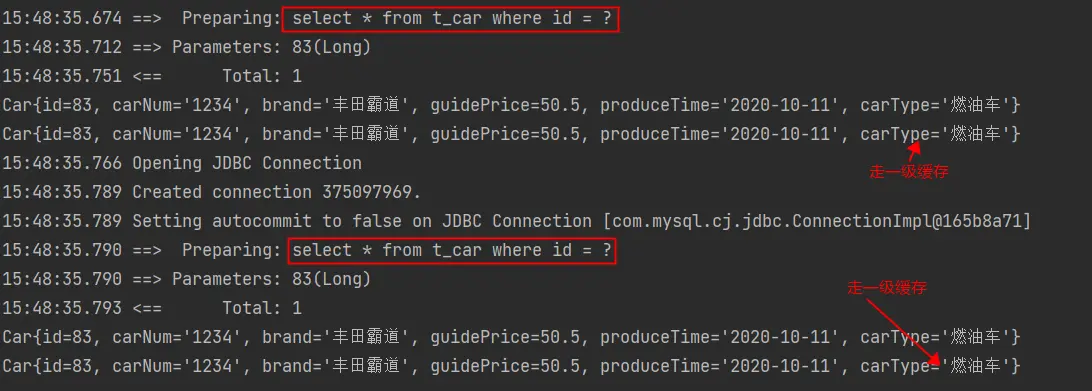 15:48:35.674 ==>  Preparing: select * from t_car where id = ?
15:48:35.712 ==> Parameters: 83(Long)
15:48:35.751 <==      Total: 1
Car{id=83, carNum='1234', brand='丰田霸道', guidePrice=50.5, produceTime='2020-10-11', carType='燃油车'}
Car{id=83, carNum='1234', brand='丰田霸道', guidePrice=50.5, produceTime='2020-10-11', carType='燃油车'}
15:48:35.766 Opening JDBC Connection
走一级缓存
15:48:35.789 Created connection 375097969.
15:48:35.789 Setting autocommit to false on JDBC Connection [com.mysql.cj.jdbc.ConnectionImpl@165b8a71]
15:48:35.790 ==>  Preparing: select * from t_car where id = ?
15:48:35.790 ==> Parameters: 83(Long)
走一级缓存
15:48:35.793 <==      Total: 1
Car{id=83, carNum='1234', brand='丰田霸道', guidePrice=50.5, produceTime='2020-10-11', carType='燃油车'}
Car{id=83, carNum='1234', brand='丰田霸道', guidePrice=50.5, produceTime='2020-10-11', carType='燃油车'}